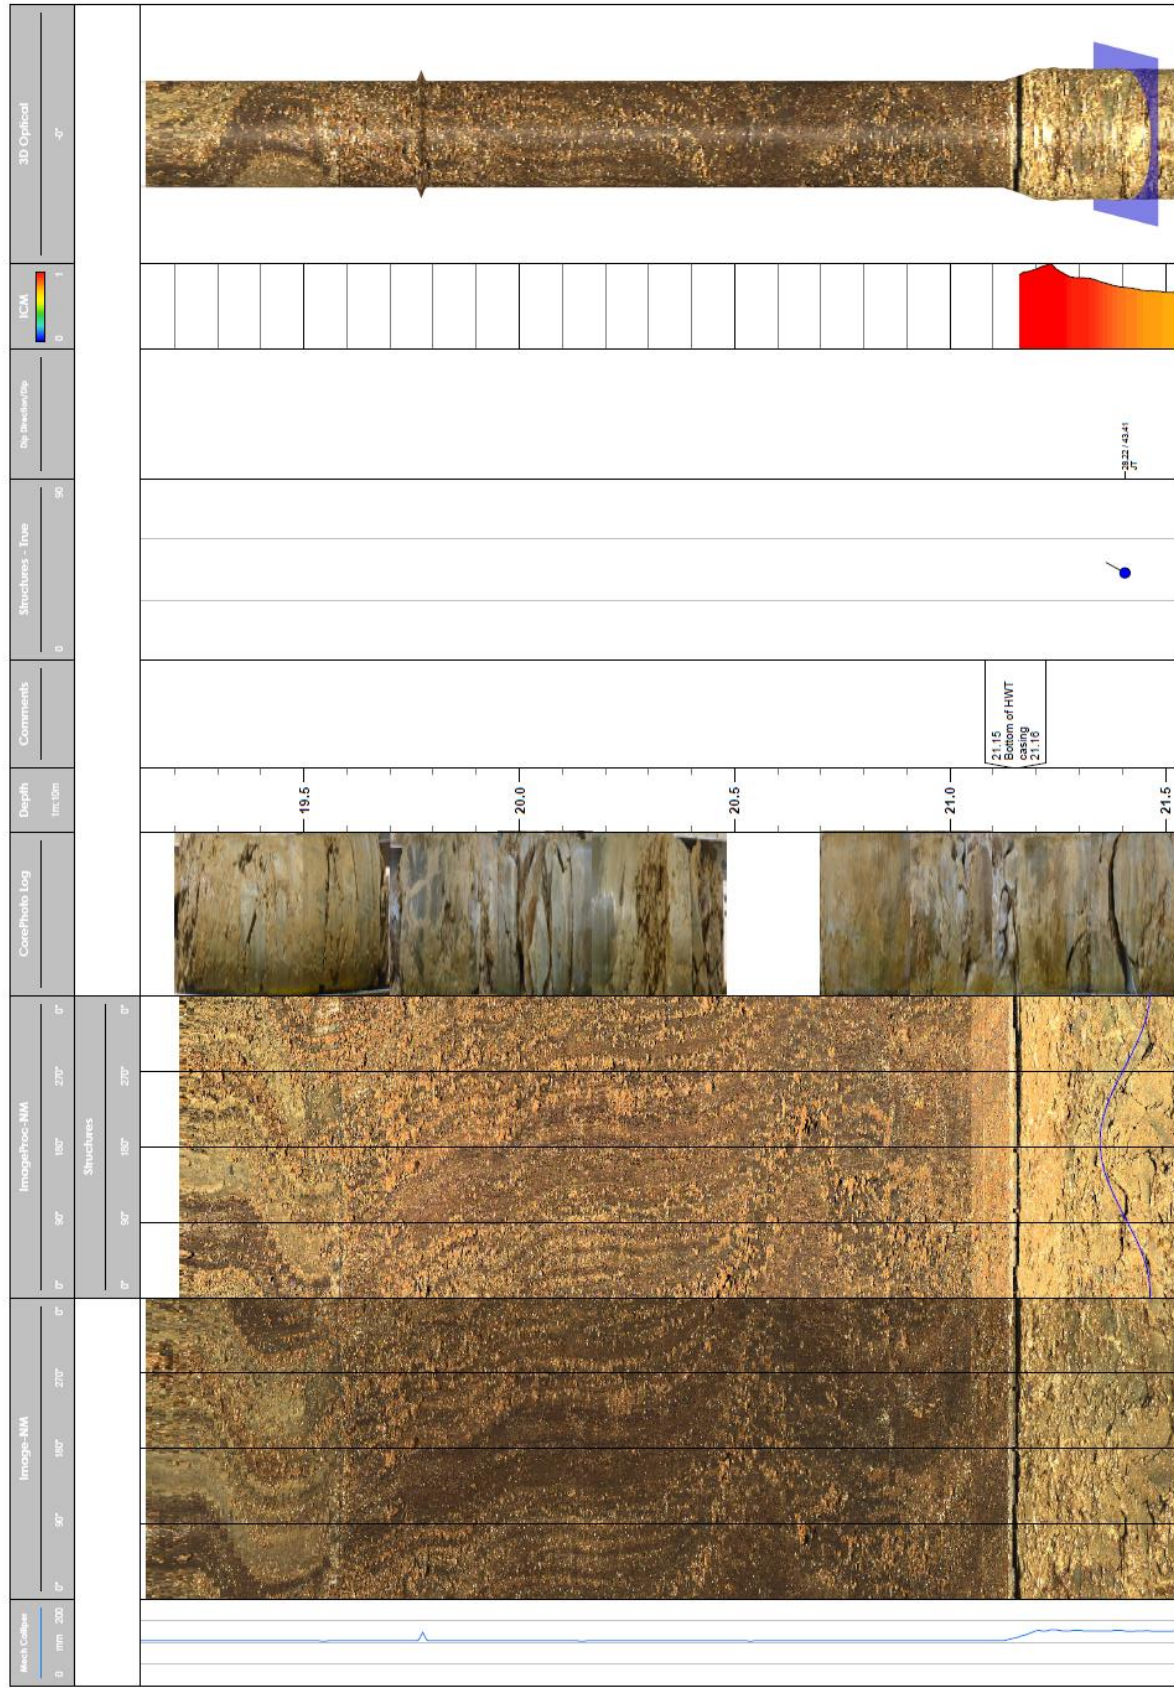 Mech Calliper
0 mm 200
Image-NM
0° 90° 180° 270° 0°
ImageProc-NM
0° 90° 180° 270° 0°
Structures
0° 90° 180° 270° 0°
CorePhoto Log
Depth
1m:10m
Comments
Structures - True
0 90
Dip Direction/Dip
ICM
0 1
3D Optical
-0°
19.5
20.0
20.5
21.0
21.5
21.15
Bottom of HWT
casing
21.16
28.22 / 43.41
JT